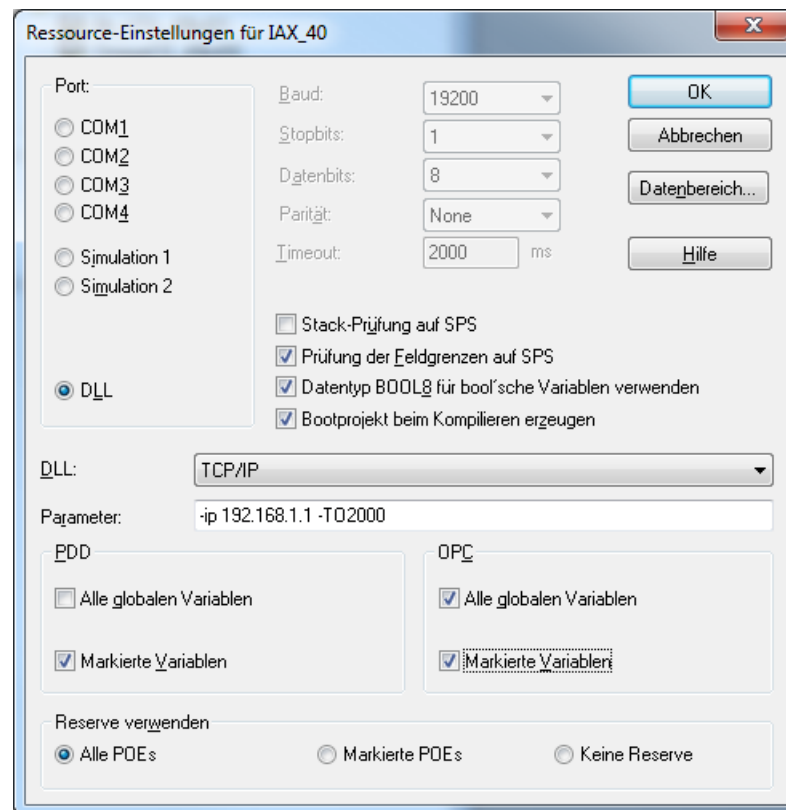 Ressource-Einstellungen für IAX_40
Port:
COM1
COM2
COM3
COM4
Simulation 1
Simulation 2
DLL
Baud: 19200
Stopbits: 1
Datenbits: 8
Parität: None
Timeout: 2000 ms
OK
Abbrechen
Datenbereich...
Hilfe
Stack-Prüfung auf SPS
Prüfung der Feldgrenzen auf SPS
Datentyp BOOL8 für bool´sche Variablen verwenden
Bootprojekt beim Kompilieren erzeugen
DLL: TCP/IP
Parameter: -ip 192.168.1.1 -TO2000
PDD
Alle globalen Variablen
Markierte Variablen
OPC
Alle globalen Variablen
Markierte Variablen
Reserve verwenden
Alle POEs Markierte POEs Keine Reserve